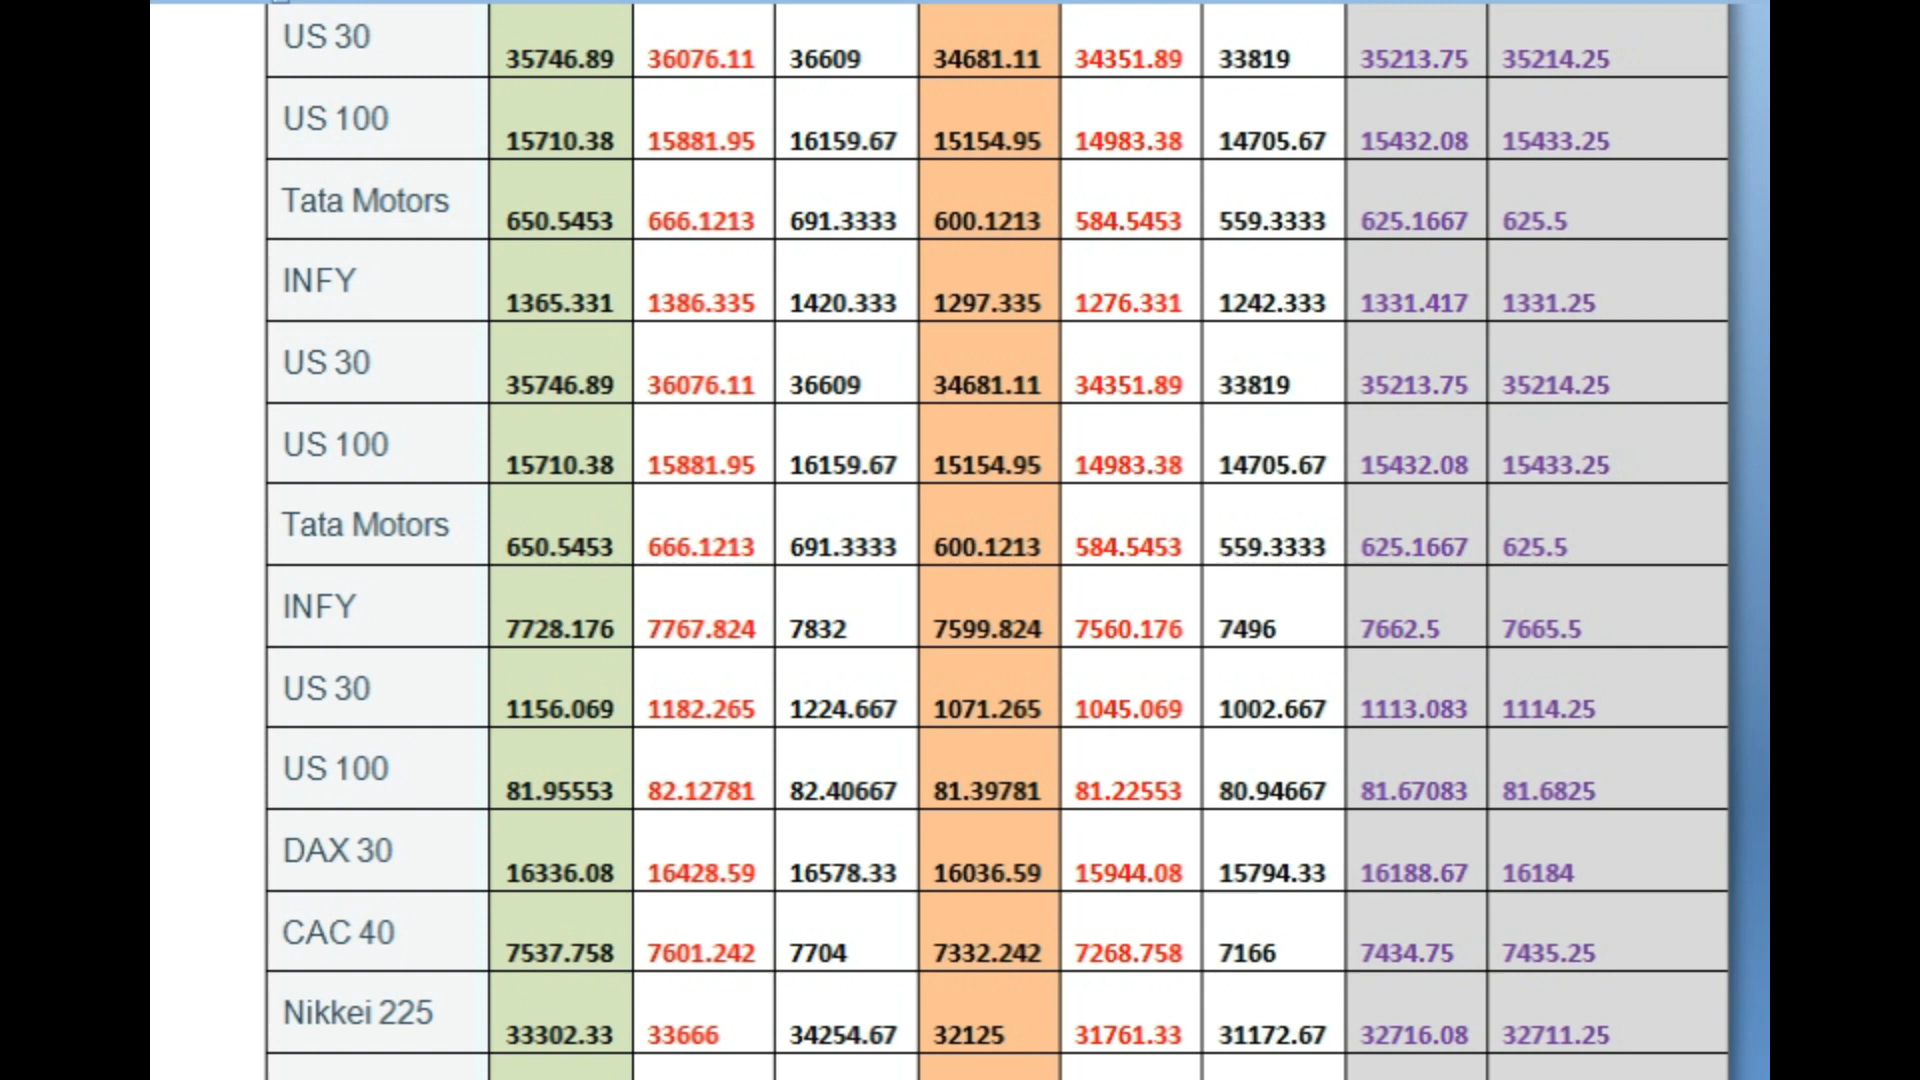 US 30 35746.89 36076.11 36609 34681.11 34351.89 33819 35213.75 35214.25
US 100 15710.38 15881.95 16159.67 15154.95 14983.38 14705.67 15432.08 15433.25
Tata Motors 650.5453 666.1213 691.3333 600.1213 584.5453 559.3333 625.1667 625.5
INFY 1365.331 1386.335 1420.333 1297.335 1276.331 1242.333 1331.417 1331.25
US 30 35746.89 36076.11 36609 34681.11 34351.89 33819 35213.75 35214.25
US 100 15710.38 15881.95 16159.67 15154.95 14983.38 14705.67 15432.08 15433.25
Tata Motors 650.5453 666.1213 691.3333 600.1213 584.5453 559.3333 625.1667 625.5
INFY 7728.176 7767.824 7832 7599.824 7560.176 7496 7662.5 7665.5
US 30 1156.069 1182.265 1224.667 1071.265 1045.069 1002.667 1113.083 1114.25
US 100 81.95553 82.12781 82.40667 81.39781 81.22553 80.94667 81.67083 81.6825
DAX 30 16336.08 16428.59 16578.33 16036.59 15944.08 15794.33 16188.67 16184
CAC 40 7537.758 7601.242 7704 7332.242 7268.758 7166 7434.75 7435.25
Nikkei 225 33302.33 33666 34254.67 32125 31761.33 31172.67 32716.08 32711.25